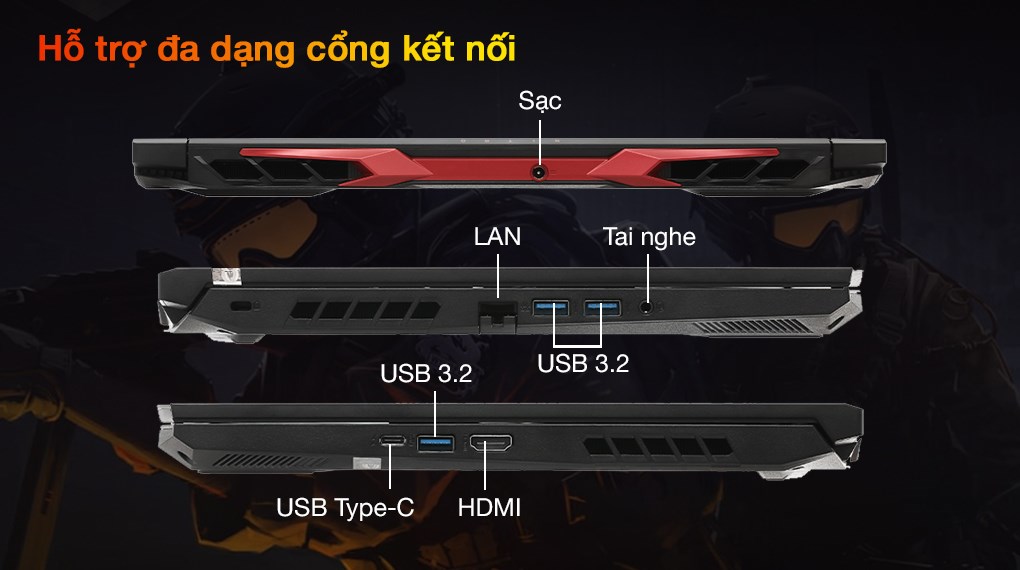 Hỗ trợ đa dạng cổng kết nối
Sạc
LAN
Tai nghe
USB 3.2
USB 3.2
USB Type-C
HDMI